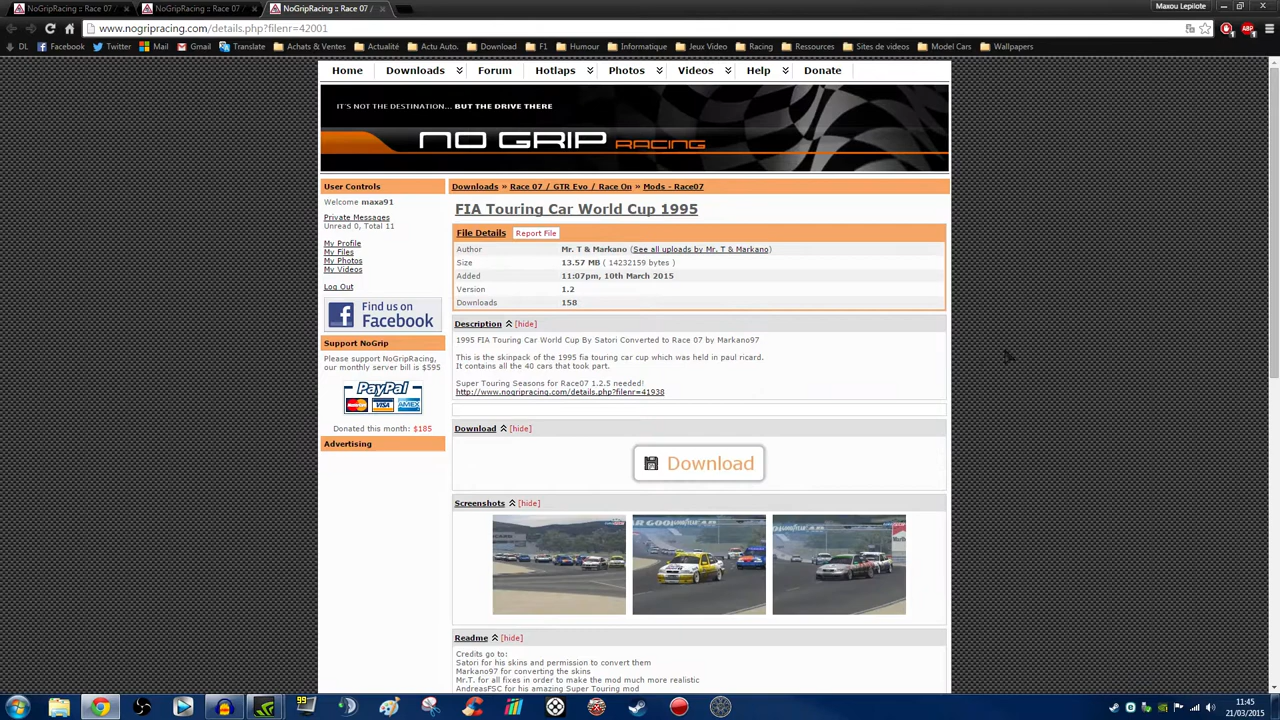 NoGripRacing :: Race 07 /
NoGripRacing :: Race 07 /
NoGripRacing :: Race 07 /
Maxou Lepilote
www.nogripracing.com/details.php?filenr=42001
DL
Facebook
Twitter
Mail
Gmail
Translate
Achats & Ventes
Actualité
Actu Auto.
Download
F1
Humour
Informatique
Jeux Video
Racing
Ressources
Sites de videos
Model Cars
Wallpapers
Home
Downloads
Forum
Hotlaps
Photos
Videos
Help
Donate
IT'S NOT THE DESTINATION... BUT THE DRIVE THERE
NO GRIP RACING
User Controls
Welcome maxa91
Private Messages
Unread 0, Total 11
My Profile
My Files
My Photos
My Videos
Log Out
Find us on
Facebook
Support NoGrip
Please support NoGripRacing,
our monthly server bill is $595
PayPal
VISA
AMEX
Donated this month: $185
Advertising
Downloads » Race 07 / GTR Evo / Race On » Mods - Race07
FIA Touring Car World Cup 1995
File Details Report File
Author Mr. T & Markano (See all uploads by Mr. T & Markano)
Size 13.57 MB ( 14232159 bytes )
Added 11:07pm, 10th March 2015
Version 1.2
Downloads 158
Description [hide]
1995 FIA Touring Car World Cup By Satori Converted to Race 07 by Markano97
This is the skinpack of the 1995 fia touring car cup which was held in paul ricard.
It contains all the 40 cars that took part.
Super Touring Seasons for Race07 1.2.5 needed!
http://www.nogripracing.com/details.php?filenr=41938
Download [hide]
Download
Screenshots [hide]
Readme [hide]
Credits go to:
Satori for his skins and permission to convert them
Markano97 for converting the skins
Mr.T. for all fixes in order to make the mod much more realistic
AndreasFSC for his amazing Super Touring mod
99
11:45
21/03/2015